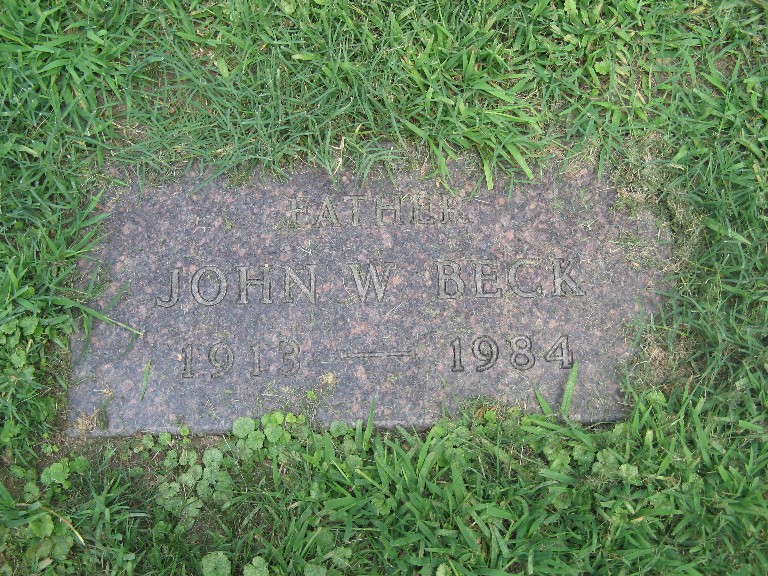 FATHER
JOHN W BECK
1913 — 1984